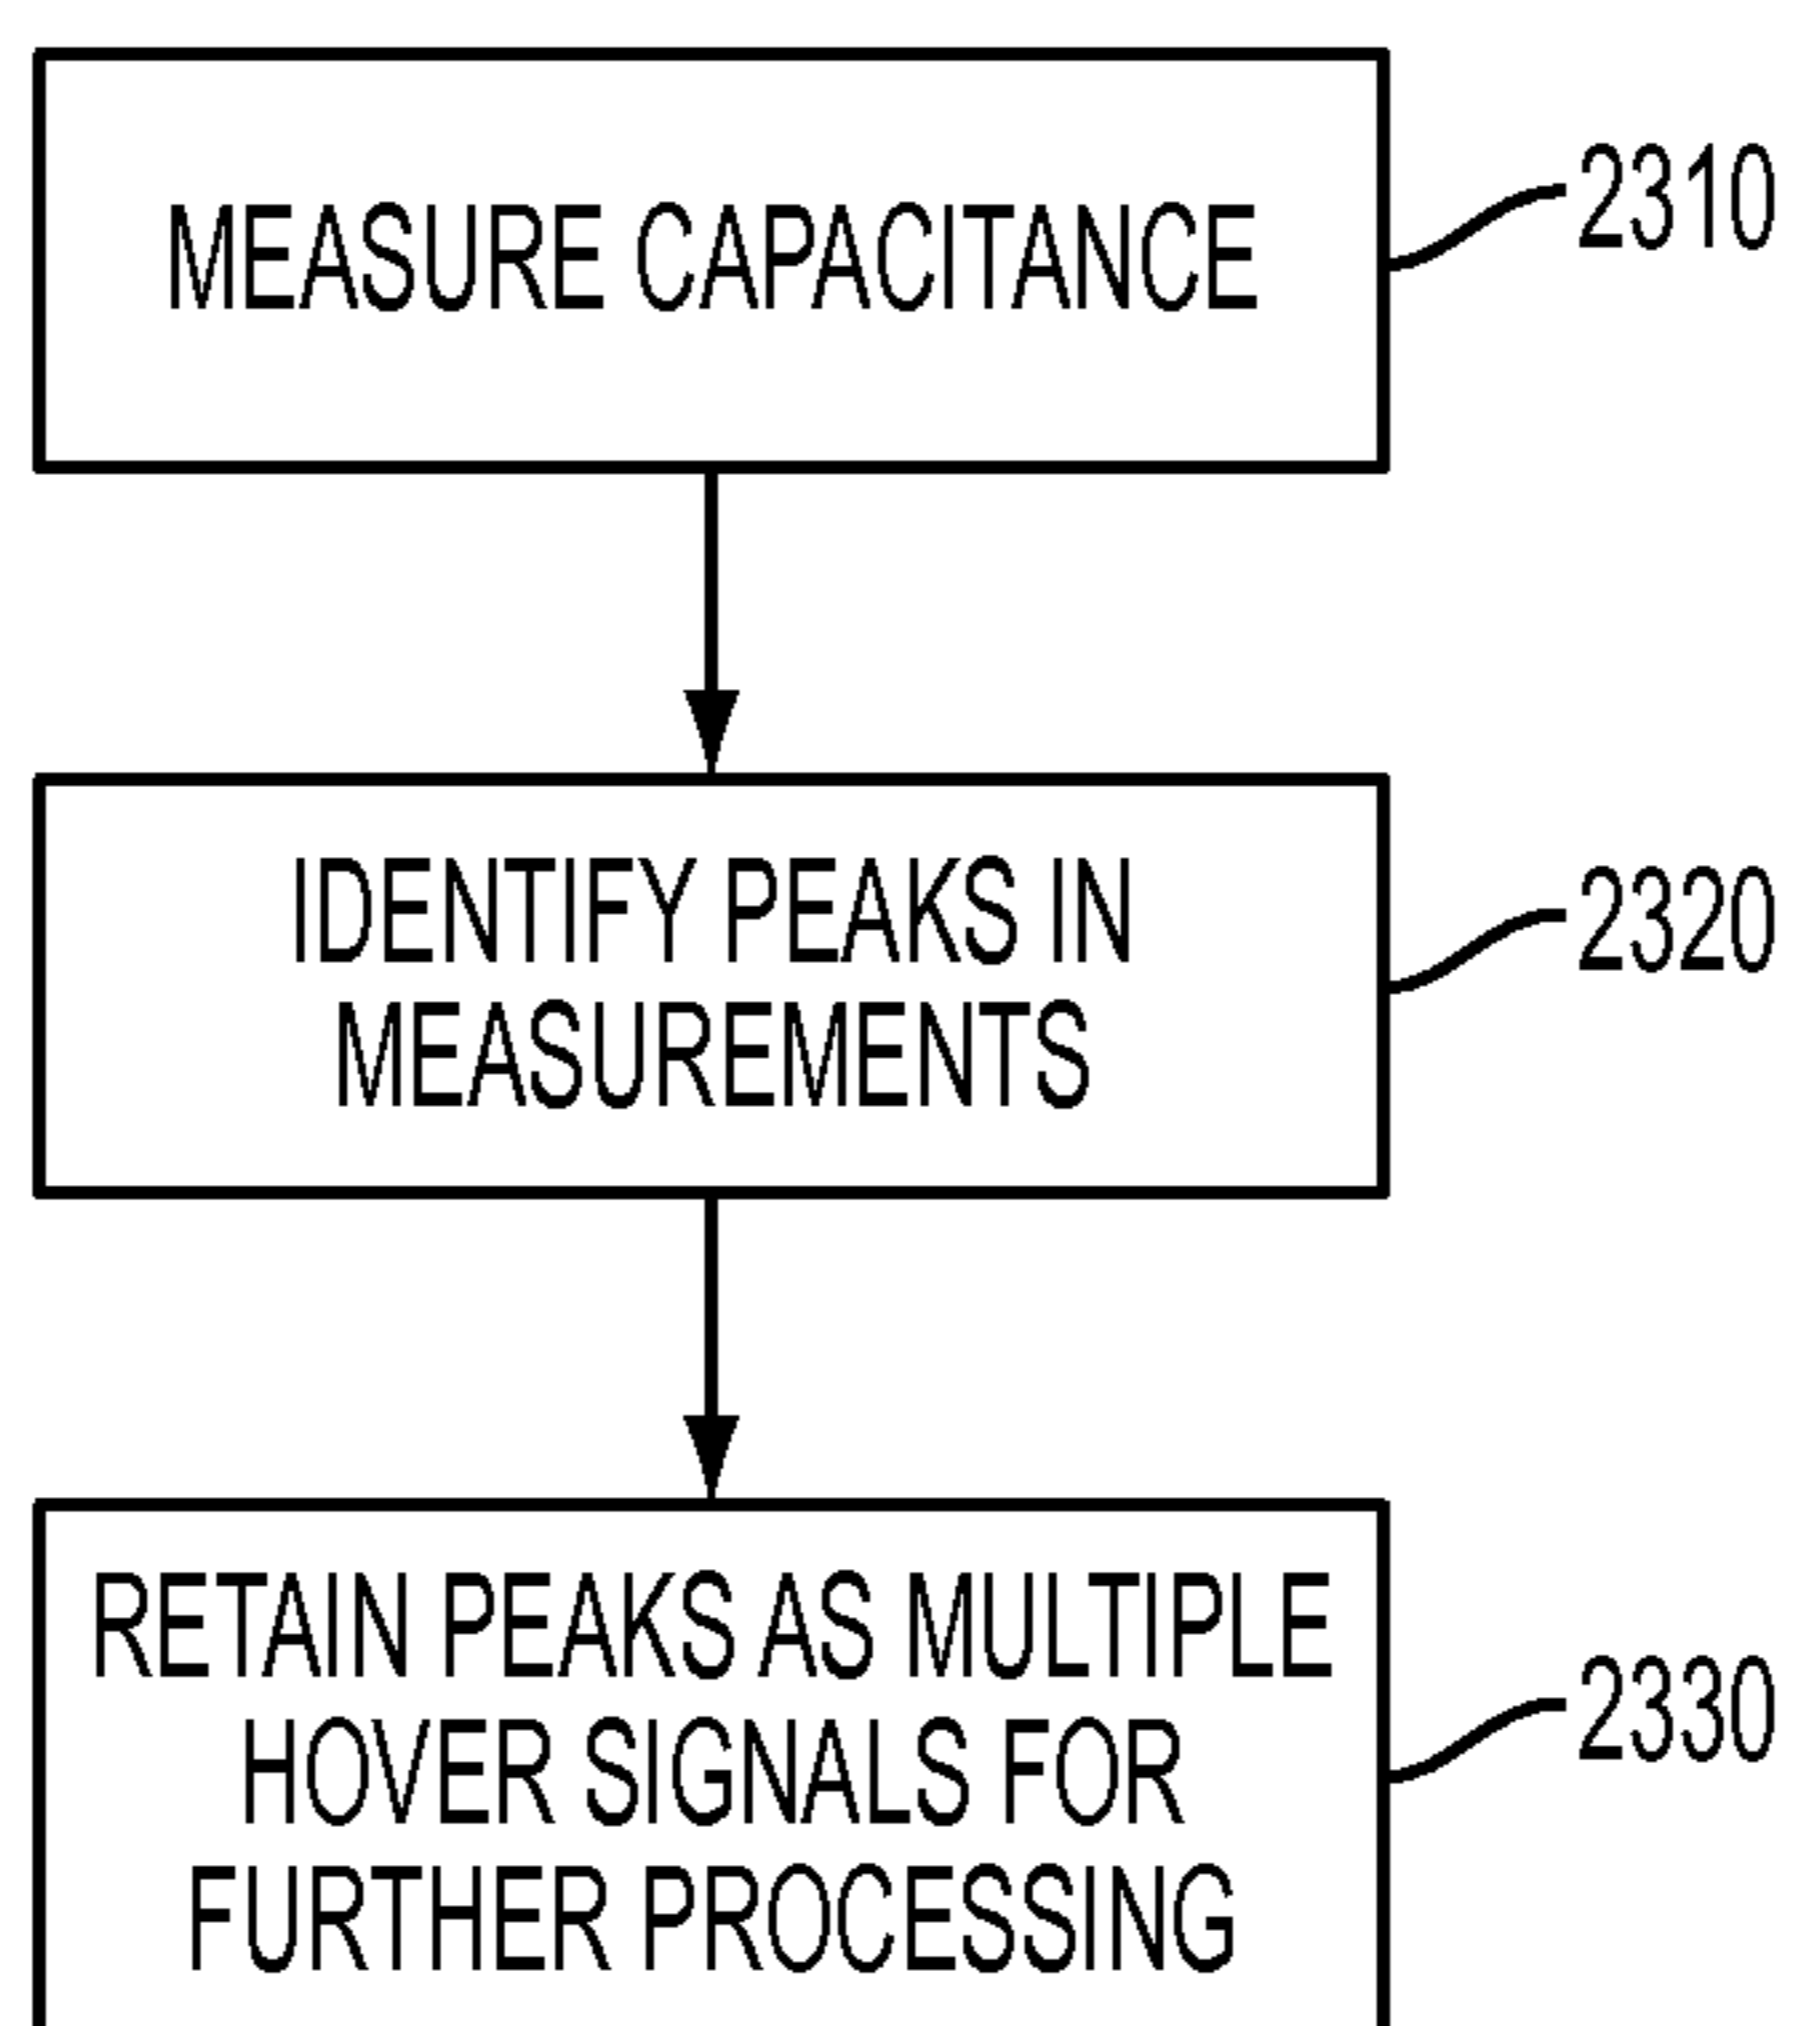 MEASURE CAPACITANCE
2310
IDENTIFY PEAKS IN
MEASUREMENTS
2320
RETAIN PEAKS AS MULTIPLE
HOVER SIGNALS FOR
FURTHER PROCESSING
2330